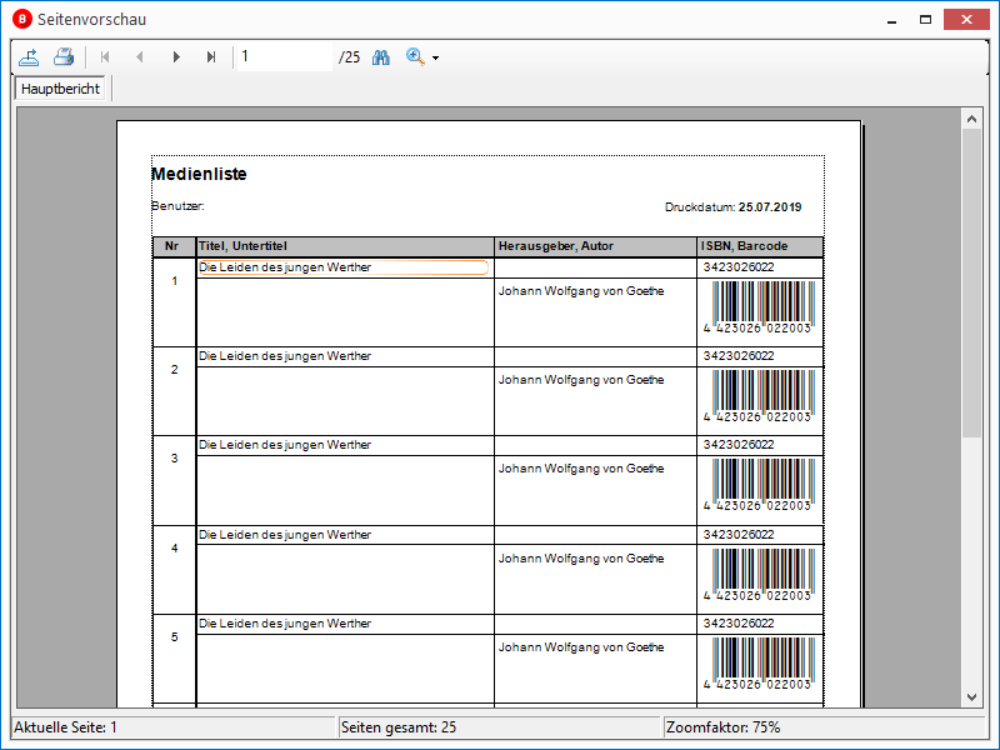 B Seitenvorschau
1 /25
Hauptbericht
Medienliste
Benutzer:
Druckdatum: 25.07.2019
Nr Titel, Untertitel Herausgeber, Autor ISBN, Barcode
1 Die Leiden des jungen Werther 3423026022
Johann Wolfgang von Goethe
4 423026 022003
2 Die Leiden des jungen Werther 3423026022
Johann Wolfgang von Goethe
4 423026 022003
3 Die Leiden des jungen Werther 3423026022
Johann Wolfgang von Goethe
4 423026 022003
4 Die Leiden des jungen Werther 3423026022
Johann Wolfgang von Goethe
4 423026 022003
5 Die Leiden des jungen Werther 3423026022
Johann Wolfgang von Goethe
4 423026 022003
Aktuelle Seite: 1 Seiten gesamt: 25 Zoomfaktor: 75%